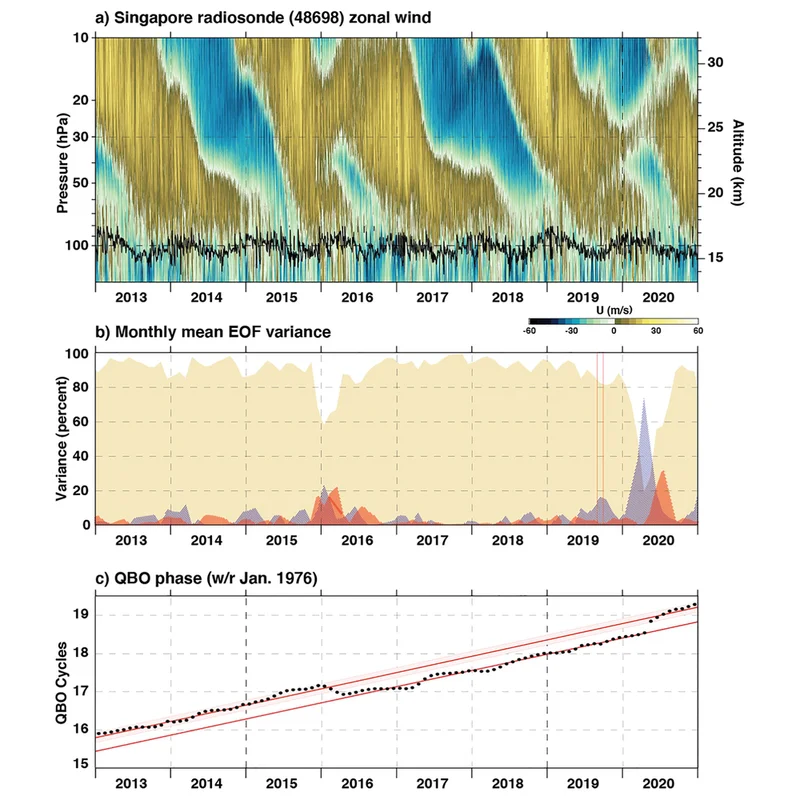 a) Singapore radiosonde (48698) zonal wind
Pressure (hPa)
10
20
30
50
100
30
25
20
15
Altitude (km)
2013 2014 2015 2016 2017 2018 2019 2020
U (m/s)
-60 -30 0 30 60
b) Monthly mean EOF variance
Variance (percent)
100
80
60
40
20
0
2013 2014 2015 2016 2017 2018 2019 2020
c) QBO phase (w/r Jan. 1976)
QBO Cycles
19
18
17
16
15
2013 2014 2015 2016 2017 2018 2019 2020